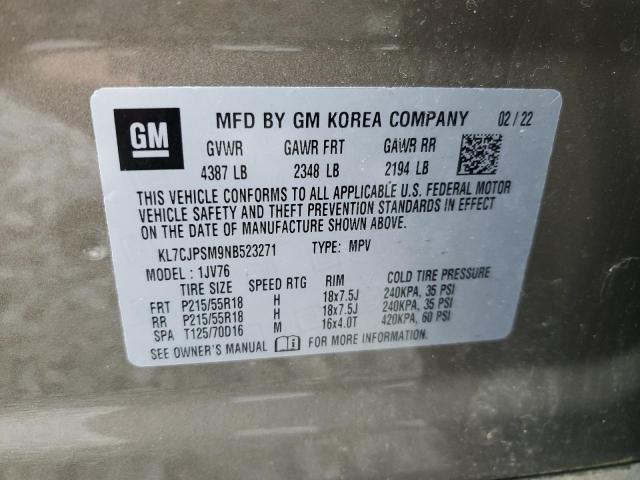 GM MFD BY GM KOREA COMPANY 02/22
GVWR GAWR FRT GAWR RR
4387 LB 2348 LB 2194 LB
THIS VEHICLE CONFORMS TO ALL APPLICABLE U.S. FEDERAL MOTOR
VEHICLE SAFETY AND THEFT PREVENTION STANDARDS IN EFFECT
ON THE DATE OF MANUFACTURE SHOWN ABOVE.
KL7CJPSM9NB523271 TYPE: MPV
MODEL: 1JV76
TIRE SIZE SPEED RTG RIM COLD TIRE PRESSURE
FRT P215/55R18 H 18x7.5J 240KPA, 35 PSI
RR P215/55R18 H 18x7.5J 240KPA, 35 PSI
SPA T125/70D16 M 16x4.0T 420KPA, 60 PSI
SEE OWNER'S MANUAL FOR MORE INFORMATION.